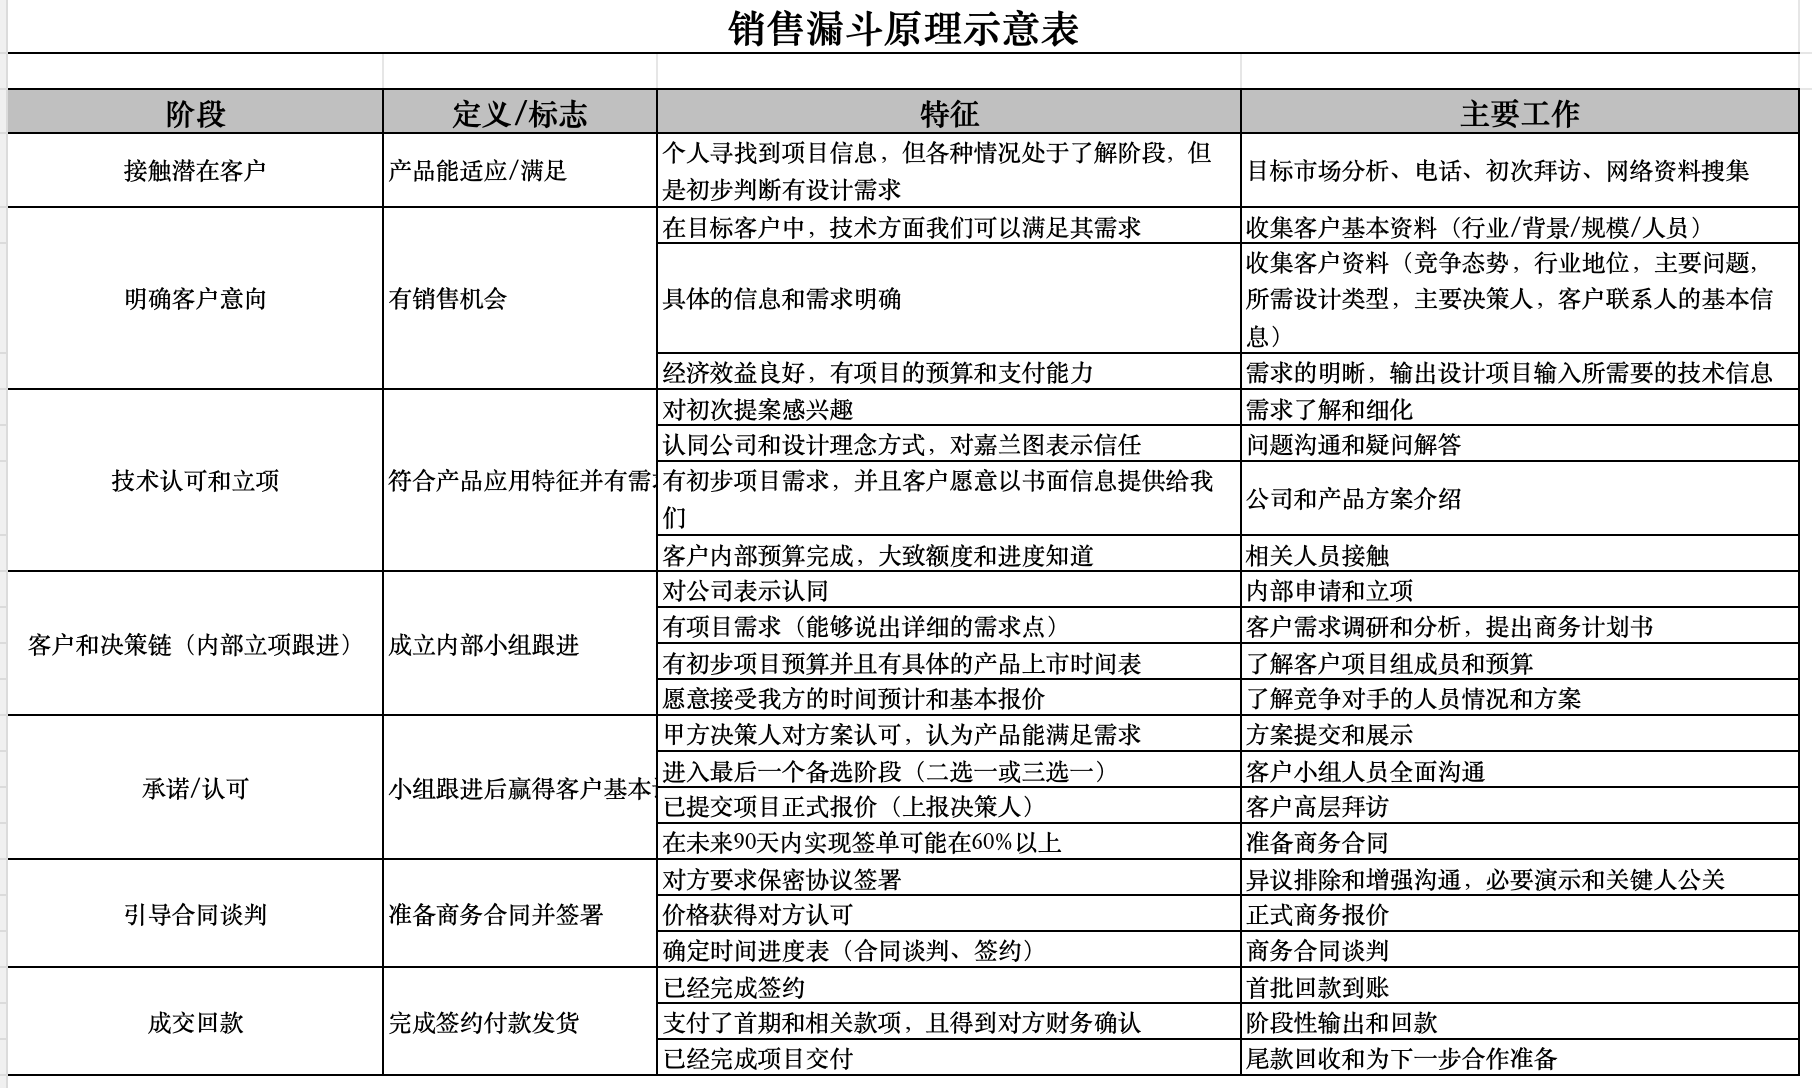 销售漏斗原理示意表
阶段 定义/标志 特征 主要工作
接触潜在客户 产品能适应/满足
个人寻找到项目信息，但各种情况处于了解阶段，但
是初步判断有设计需求
目标市场分析、电话、初次拜访、网络资料搜集
明确客户意向 有销售机会
在目标客户中，技术方面我们可以满足其需求 收集客户基本资料（行业/背景/规模/人员）
具体的信息和需求明确
收集客户资料（竞争态势，行业地位，主要问题，
所需设计类型，主要决策人，客户联系人的基本信
息）
经济效益良好，有项目的预算和支付能力 需求的明晰，输出设计项目输入所需要的技术信息
技术认可和立项 符合产品应用特征并有需
对初次提案感兴趣 需求了解和细化
认同公司和设计理念方式，对嘉兰图表示信任 问题沟通和疑问解答
有初步项目需求，并且客户愿意以书面信息提供给我
们
公司和产品方案介绍
客户内部预算完成，大致额度和进度知道 相关人员接触
客户和决策链（内部立项跟进） 成立内部小组跟进
对公司表示认同 内部申请和立项
有项目需求（能够说出详细的需求点） 客户需求调研和分析，提出商务计划书
有初步项目预算并且有具体的产品上市时间表 了解客户项目组成员和预算
愿意接受我方的时间预计和基本报价 了解竞争对手的人员情况和方案
承诺/认可 小组跟进后赢得客户基本
甲方决策人对方案认可，认为产品能满足需求 方案提交和展示
进入最后一个备选阶段（二选一或三选一） 客户小组人员全面沟通
已提交项目正式报价（上报决策人） 客户高层拜访
在未来90天内实现签单可能在60%以上 准备商务合同
引导合同谈判 准备商务合同并签署
对方要求保密协议签署 异议排除和增强沟通，必要演示和关键人公关
价格获得对方认可 正式商务报价
确定时间进度表（合同谈判、签约） 商务合同谈判
成交回款 完成签约付款发货
已经完成签约 首批回款到账
支付了首期和相关款项，且得到对方财务确认 阶段性输出和回款
已经完成项目交付 尾款回收和为下一步合作准备